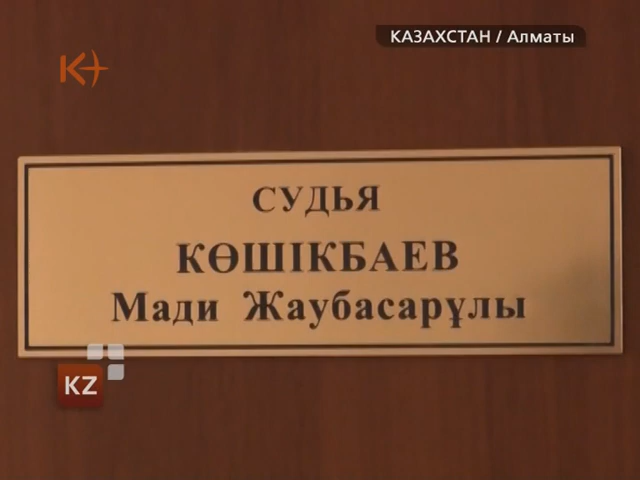 КАЗАХСТАН / Алматы
K+
СУДЬЯ
КӨШІКБАЕВ
Мади Жаубасарұлы
KZ